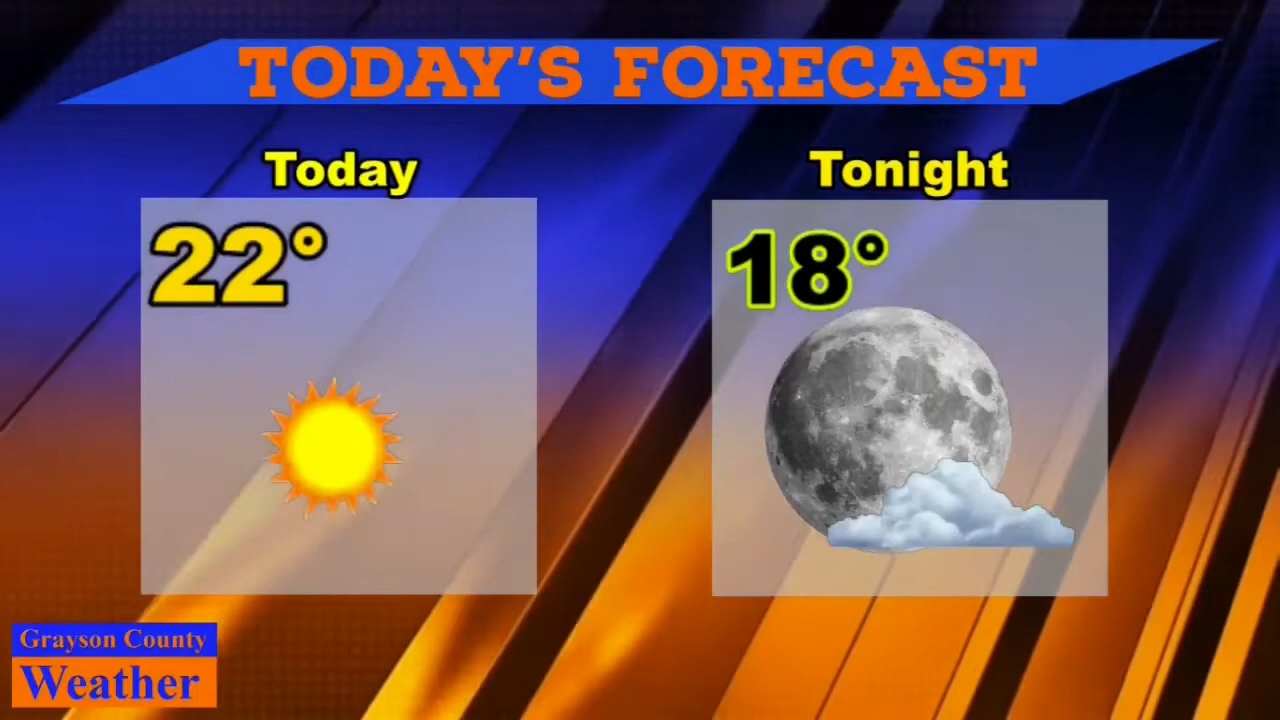 TODAY'S FORECAST
Today
22°
Tonight
18°
Grayson County
Weather